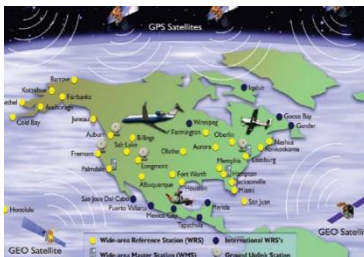 GPS Satellites
Barrow
Kotzebue
Fairbanks
Bethel
Anchorage
Cold Bay
Juneau
Iqaluit
Winnipeg
Goose Bay
Gander
Auburn
Billings
Farmington
Oberlin
Nashua
Ronkonkoma
Salt Lake
Aurora
Leesburg
Fremont
Longmont
Olathe
Memphis
Hampton
Palmdale
Albuquerque
Fort Worth
Jacksonville
Houston
Miami
San Jose Del Cabo
Puerto Vallarta
Merida
San Juan
Honolulu
Mexico City
Tapachula
GEO Satellite
GEO Satellite
Wide-area Reference Station (WRS)
International WRS's
Wide-area Master Station (WMS)
Ground Uplink Station